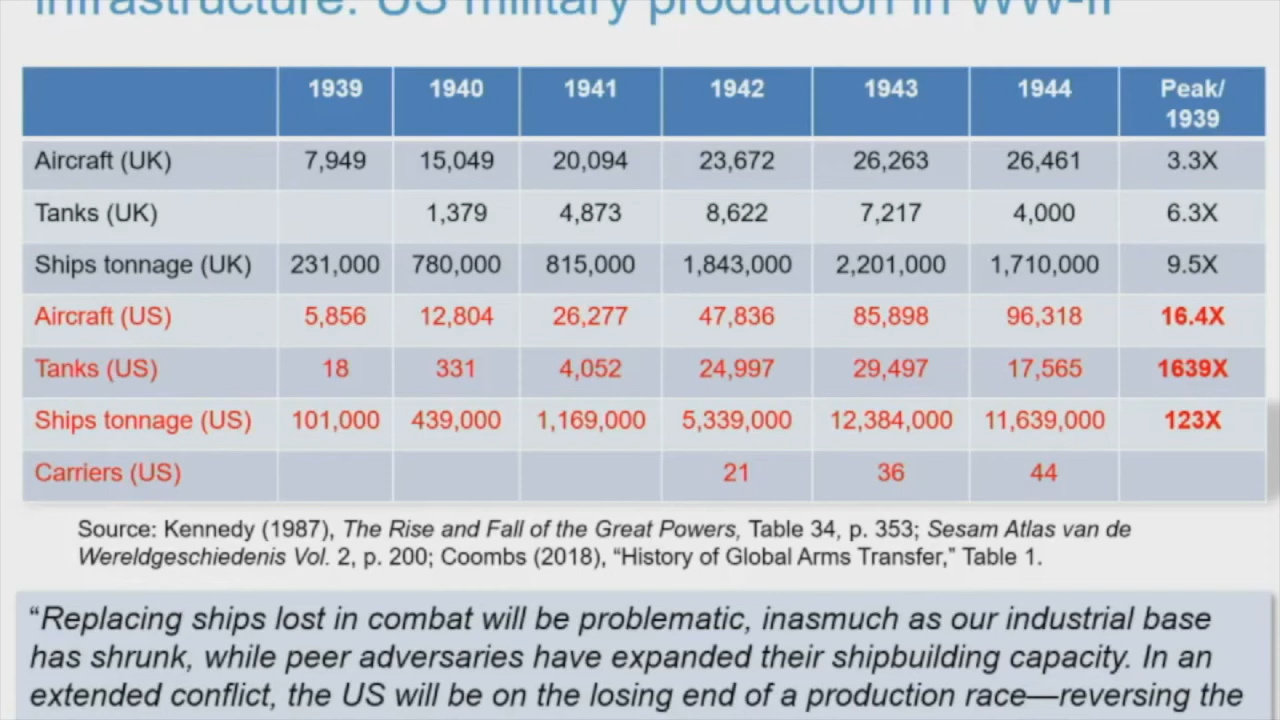 infrastructure: US military production in WW-II
1939 1940 1941 1942 1943 1944 Peak/
1939
Aircraft (UK) 7,949 15,049 20,094 23,672 26,263 26,461 3.3X
Tanks (UK) 1,379 4,873 8,622 7,217 4,000 6.3X
Ships tonnage (UK) 231,000 780,000 815,000 1,843,000 2,201,000 1,710,000 9.5X
Aircraft (US) 5,856 12,804 26,277 47,836 85,898 96,318 16.4X
Tanks (US) 18 331 4,052 24,997 29,497 17,565 1639X
Ships tonnage (US) 101,000 439,000 1,169,000 5,339,000 12,384,000 11,639,000 123X
Carriers (US) 21 36 44
Source: Kennedy (1987), The Rise and Fall of the Great Powers, Table 34, p. 353; Sesam Atlas van de
Wereldgeschiedenis Vol. 2, p. 200; Coombs (2018), “History of Global Arms Transfer,” Table 1.
“Replacing ships lost in combat will be problematic, inasmuch as our industrial base
has shrunk, while peer adversaries have expanded their shipbuilding capacity. In an
extended conflict, the US will be on the losing end of a production race—reversing the